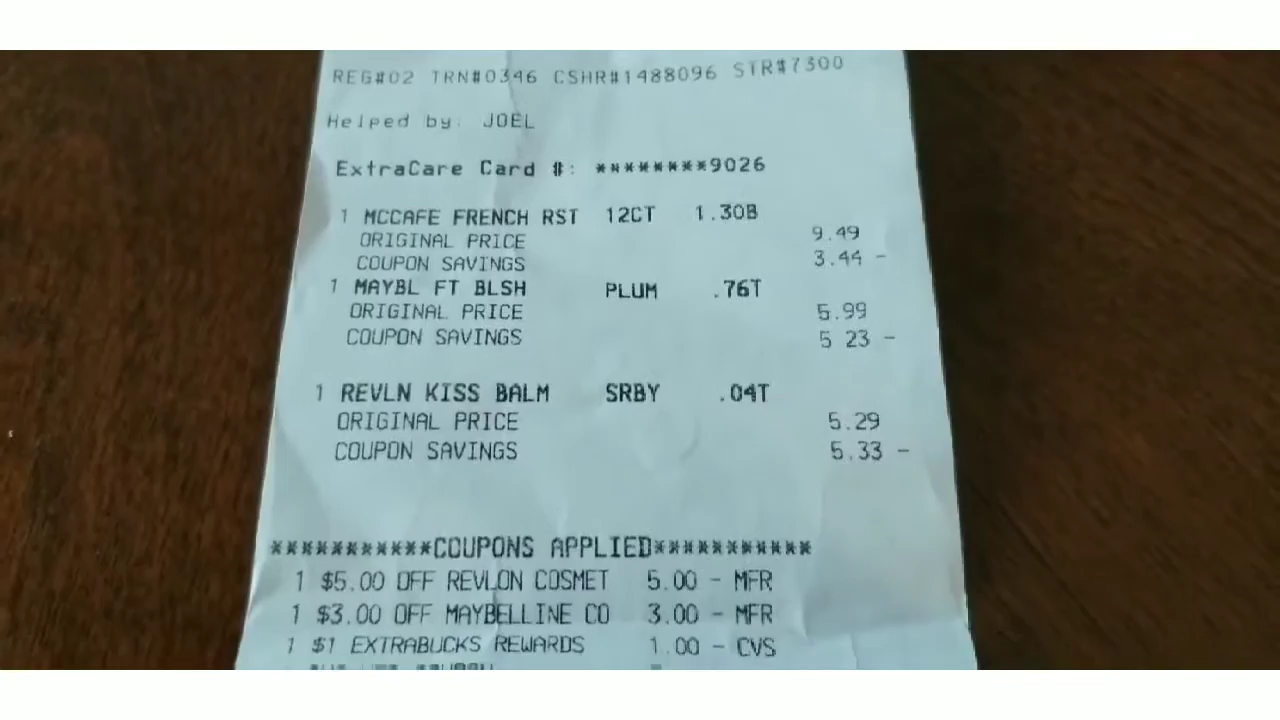 REG#02 TRN#0346 CSHR#1488096 STR#7300
Helped by: JOEL
ExtraCare Card #: ********9026
1 MCCAFE FRENCH RST 12CT 1.30B
ORIGINAL PRICE 9.49
COUPON SAVINGS 3.44 -
1 MAYBL FT BLSH PLUM .76T
ORIGINAL PRICE 5.99
COUPON SAVINGS 5 23 -
1 REVLN KISS BALM SRBY .04T
ORIGINAL PRICE 5.29
COUPON SAVINGS 5.33 -
***********COUPONS APPLIED***********
1 $5.00 OFF REVLON COSMET 5.00 - MFR
1 $3.00 OFF MAYBELLINE CO 3.00 - MFR
1 $1 EXTRABUCKS REWARDS 1.00 - CVS